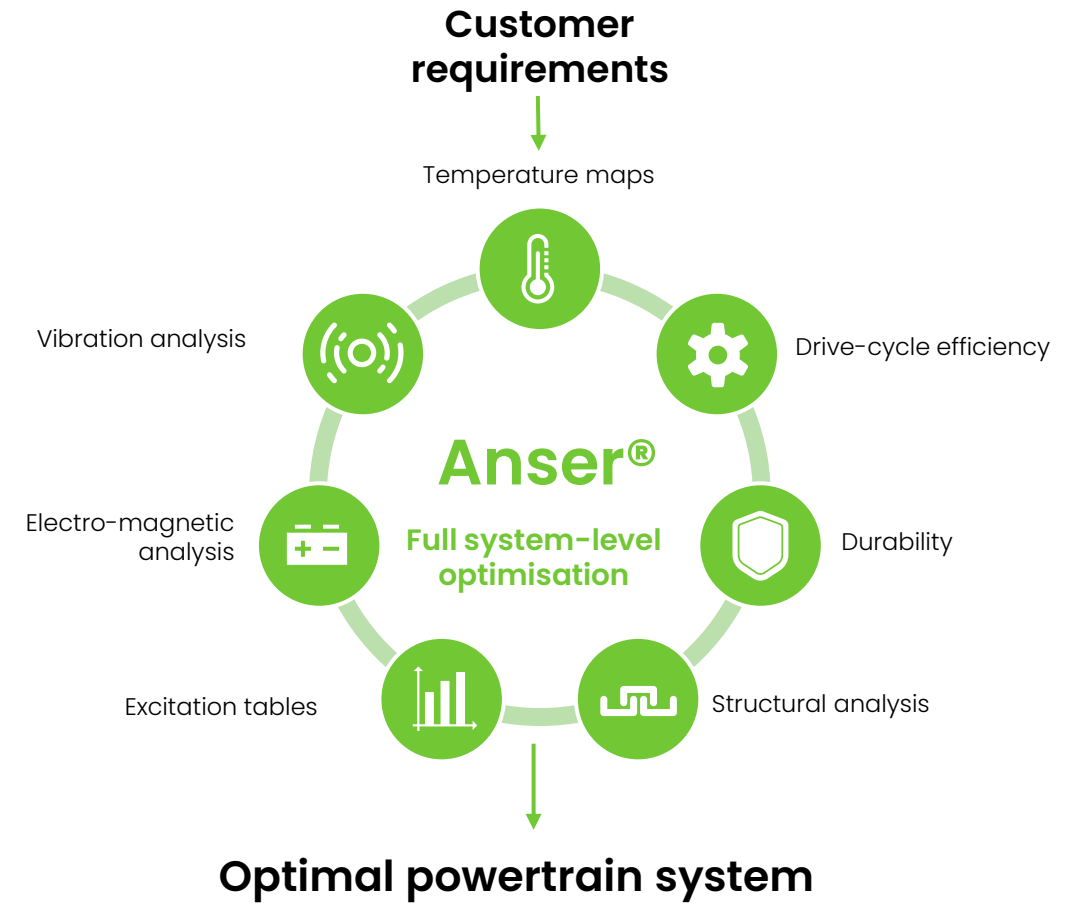 Customer
requirements
Temperature maps
Vibration analysis
Drive-cycle efficiency
Anser®
Electro-magnetic
analysis
Full system-level
optimisation
Durability
Excitation tables
Structural analysis
Optimal powertrain system